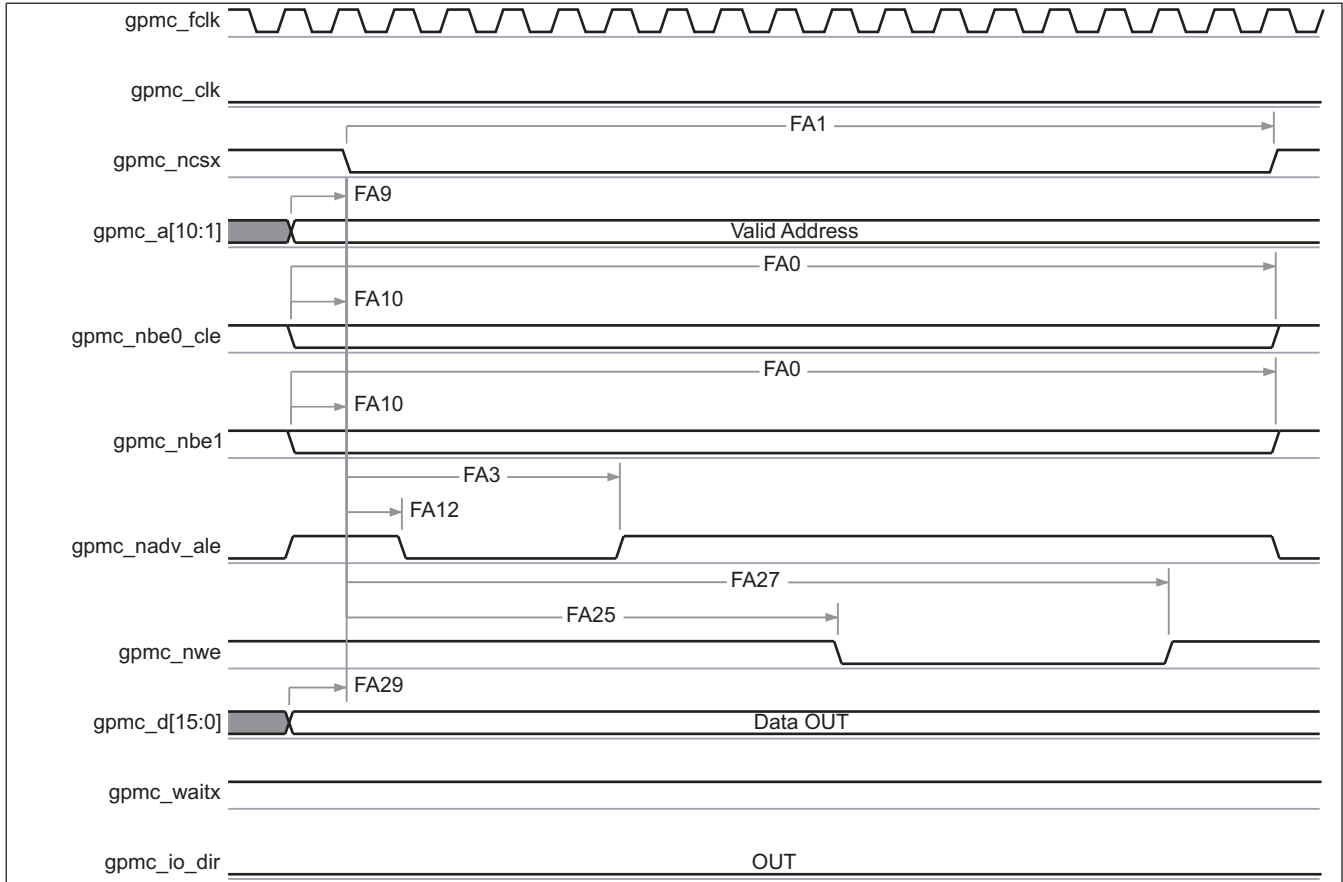 gpmc_fclk
gpmc_clk
FA1
gpmc_ncsx
FA9
gpmc_a[10:1]
Valid Address
FA0
FA10
gpmc_nbe0_cle
FA0
FA10
gpmc_nbe1
FA3
FA12
gpmc_nadv_ale
FA27
FA25
gpmc_nwe
FA29
gpmc_d[15:0]
Data OUT
gpmc_waitx
gpmc_io_dir
OUT